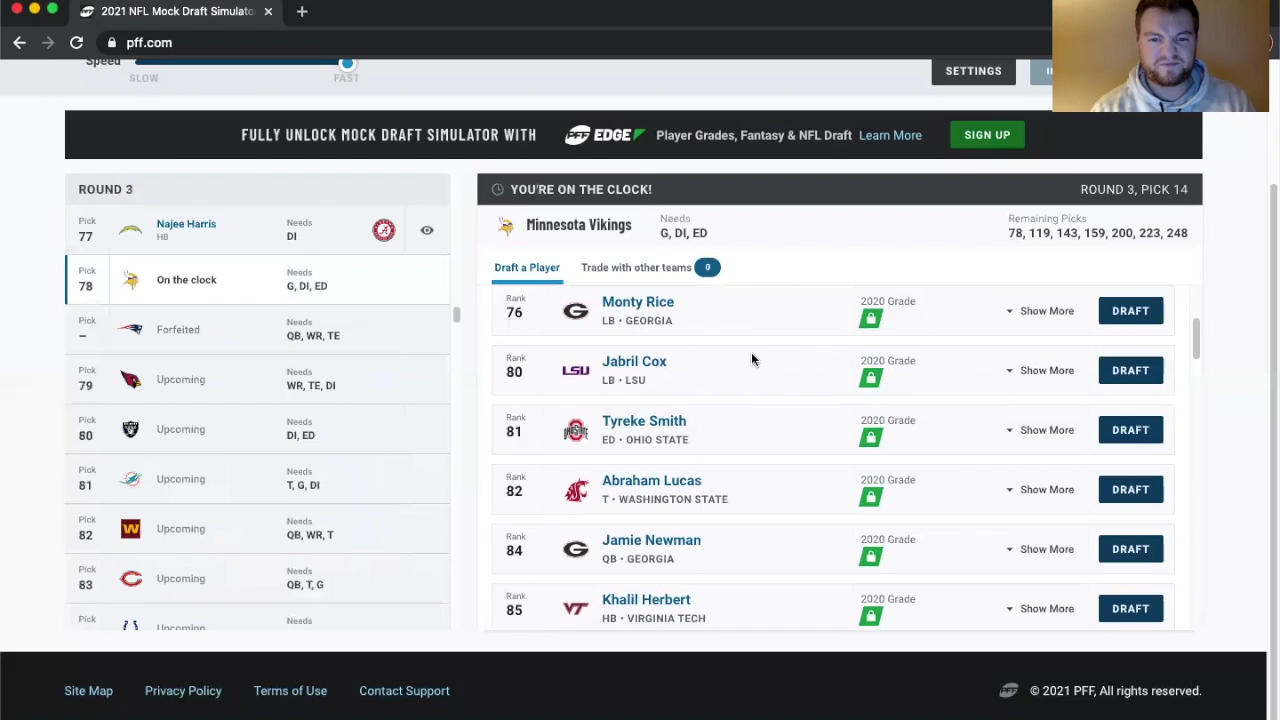 2021 NFL Mock Draft Simulato
pff.com
Speed
SLOW
FAST
SETTINGS
FULLY UNLOCK MOCK DRAFT SIMULATOR WITH PFF EDGE Player Grades, Fantasy & NFL Draft Learn More SIGN UP
ROUND 3
Pick 77 Najee Harris HB Needs DI
Pick 78 On the clock Needs G, DI, ED
Pick – Forfeited Needs QB, WR, TE
Pick 79 Upcoming Needs WR, TE, DI
Pick 80 Upcoming Needs DI, ED
Pick 81 Upcoming Needs T, G, DI
Pick 82 Upcoming Needs QB, WR, T
Pick 83 Upcoming Needs QB, T, G
Pick Upcoming Needs
YOU'RE ON THE CLOCK! ROUND 3, PICK 14
Minnesota Vikings
Needs
G, DI, ED
Remaining Picks
78, 119, 143, 159, 200, 223, 248
Draft a Player Trade with other teams 0
Rank 76 Monty Rice LB • GEORGIA 2020 Grade Show More DRAFT
Rank 80 LSU Jabril Cox LB • LSU 2020 Grade Show More DRAFT
Rank 81 Tyreke Smith ED • OHIO STATE 2020 Grade Show More DRAFT
Rank 82 Abraham Lucas T • WASHINGTON STATE 2020 Grade Show More DRAFT
Rank 84 Jamie Newman QB • GEORGIA 2020 Grade Show More DRAFT
Rank 85 Khalil Herbert HB • VIRGINIA TECH 2020 Grade Show More DRAFT
Site Map Privacy Policy Terms of Use Contact Support
© 2021 PFF, All rights reserved.